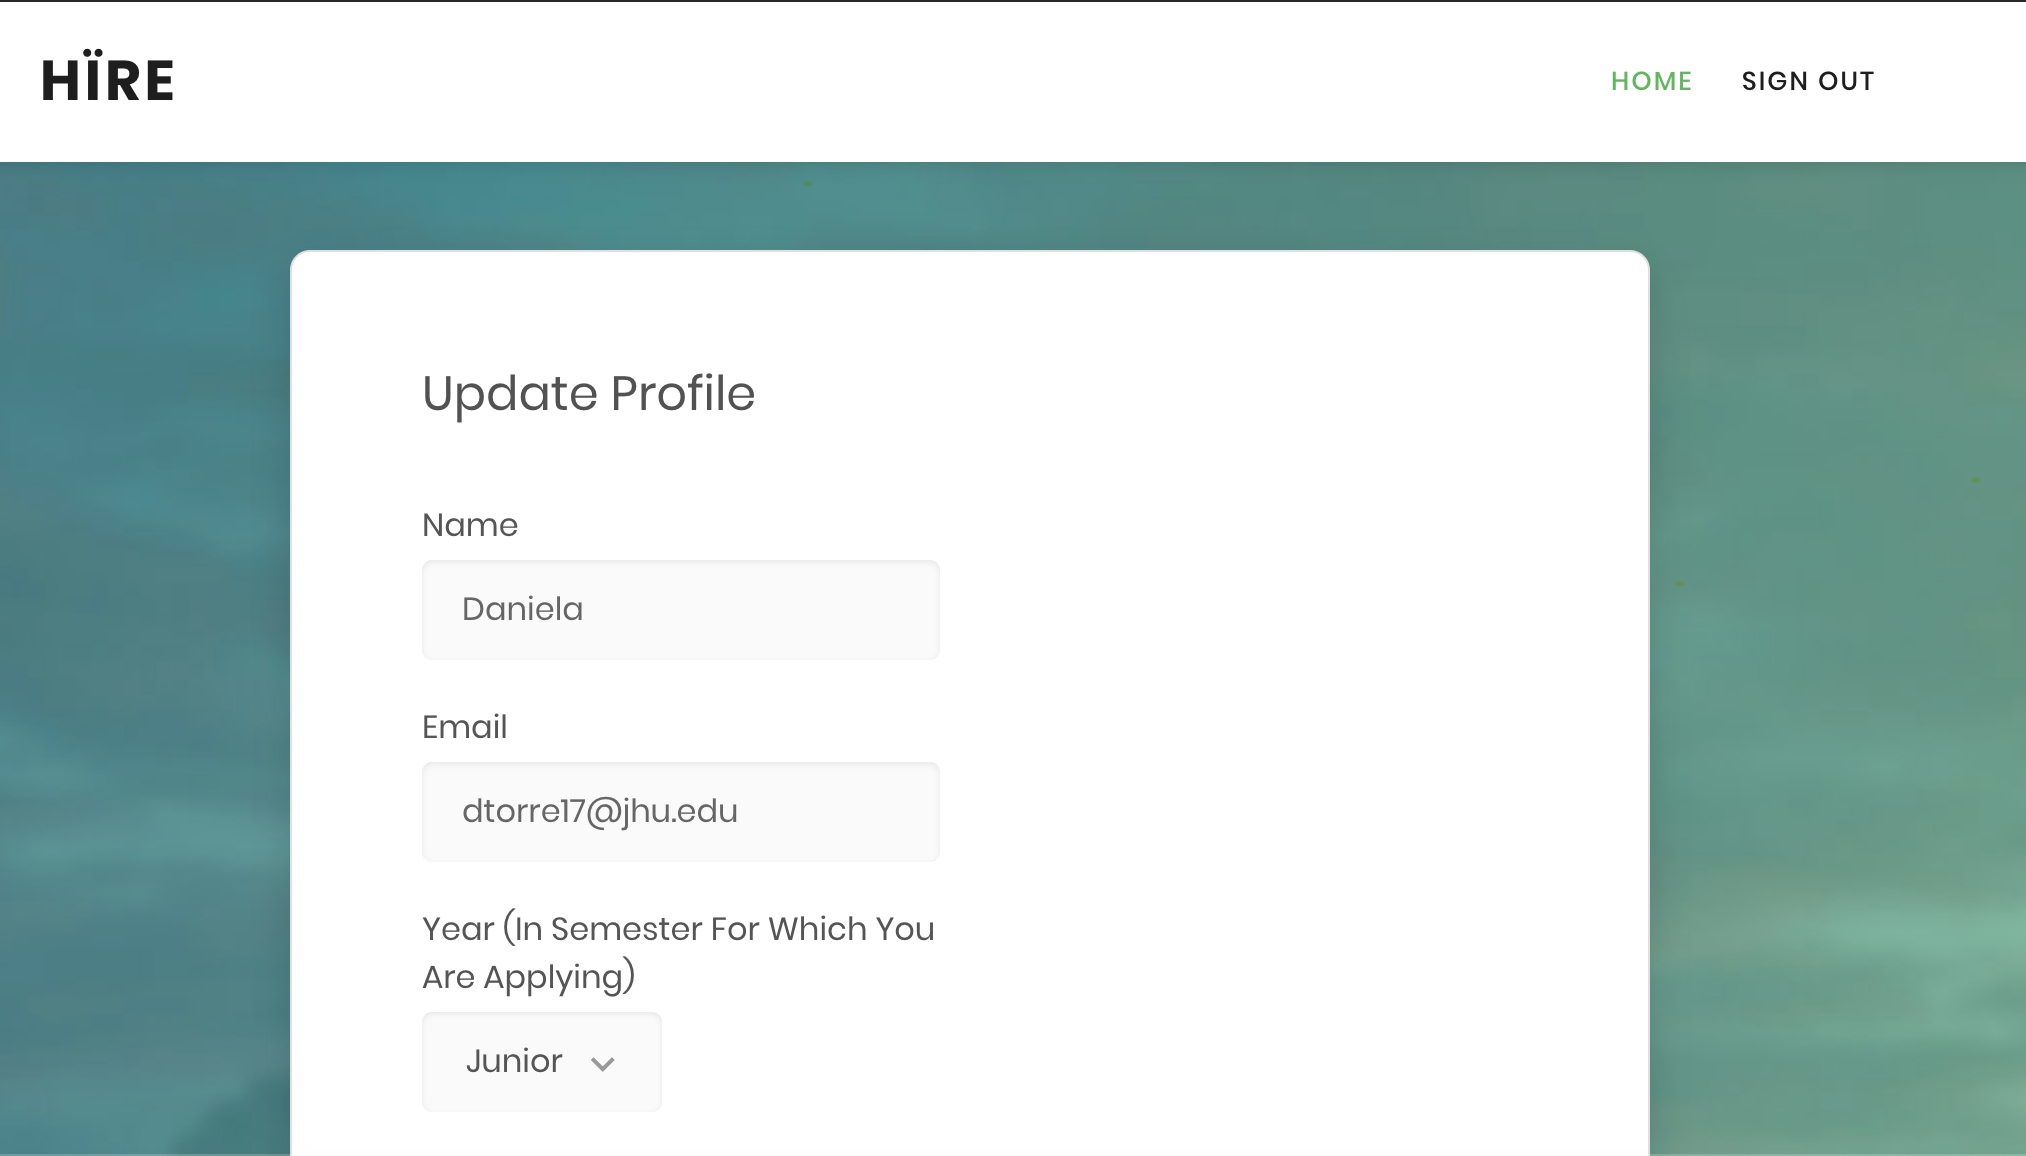 HÏRE
HOME
SIGN OUT
Update Profile
Name
Daniela
Email
dtorre17@jhu.edu
Year (In Semester For Which You
Are Applying)
Junior